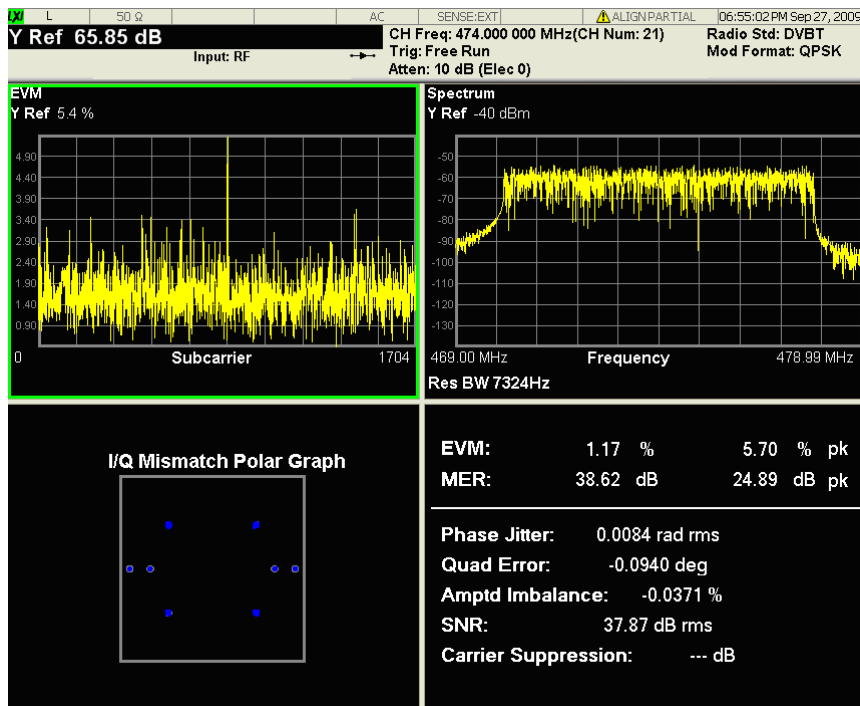 LXI L 50 Ω AC SENSE:EXT ALIGN PARTIAL 06:55:02 PM Sep 27, 2009
Y Ref 65.85 dB
Input: RF
CH Freq: 474.000 000 MHz(CH Num: 21)
Trig: Free Run
Atten: 10 dB (Elec 0)
Radio Std: DVBT
Mod Format: QPSK
EVM
Y Ref 5.4 %
4.90
4.40
3.90
3.40
2.90
2.40
1.90
1.40
0.90
0 Subcarrier 1704
Spectrum
Y Ref -40 dBm
-50
-60
-70
-80
-90
-100
-110
-120
-130
469.00 MHz Frequency 478.99 MHz
Res BW 7324Hz
I/Q Mismatch Polar Graph
EVM: 1.17 % 5.70 % pk
MER: 38.62 dB 24.89 dB pk
Phase Jitter: 0.0084 rad rms
Quad Error: -0.0940 deg
Amptd Imbalance: -0.0371 %
SNR: 37.87 dB rms
Carrier Suppression: --- dB